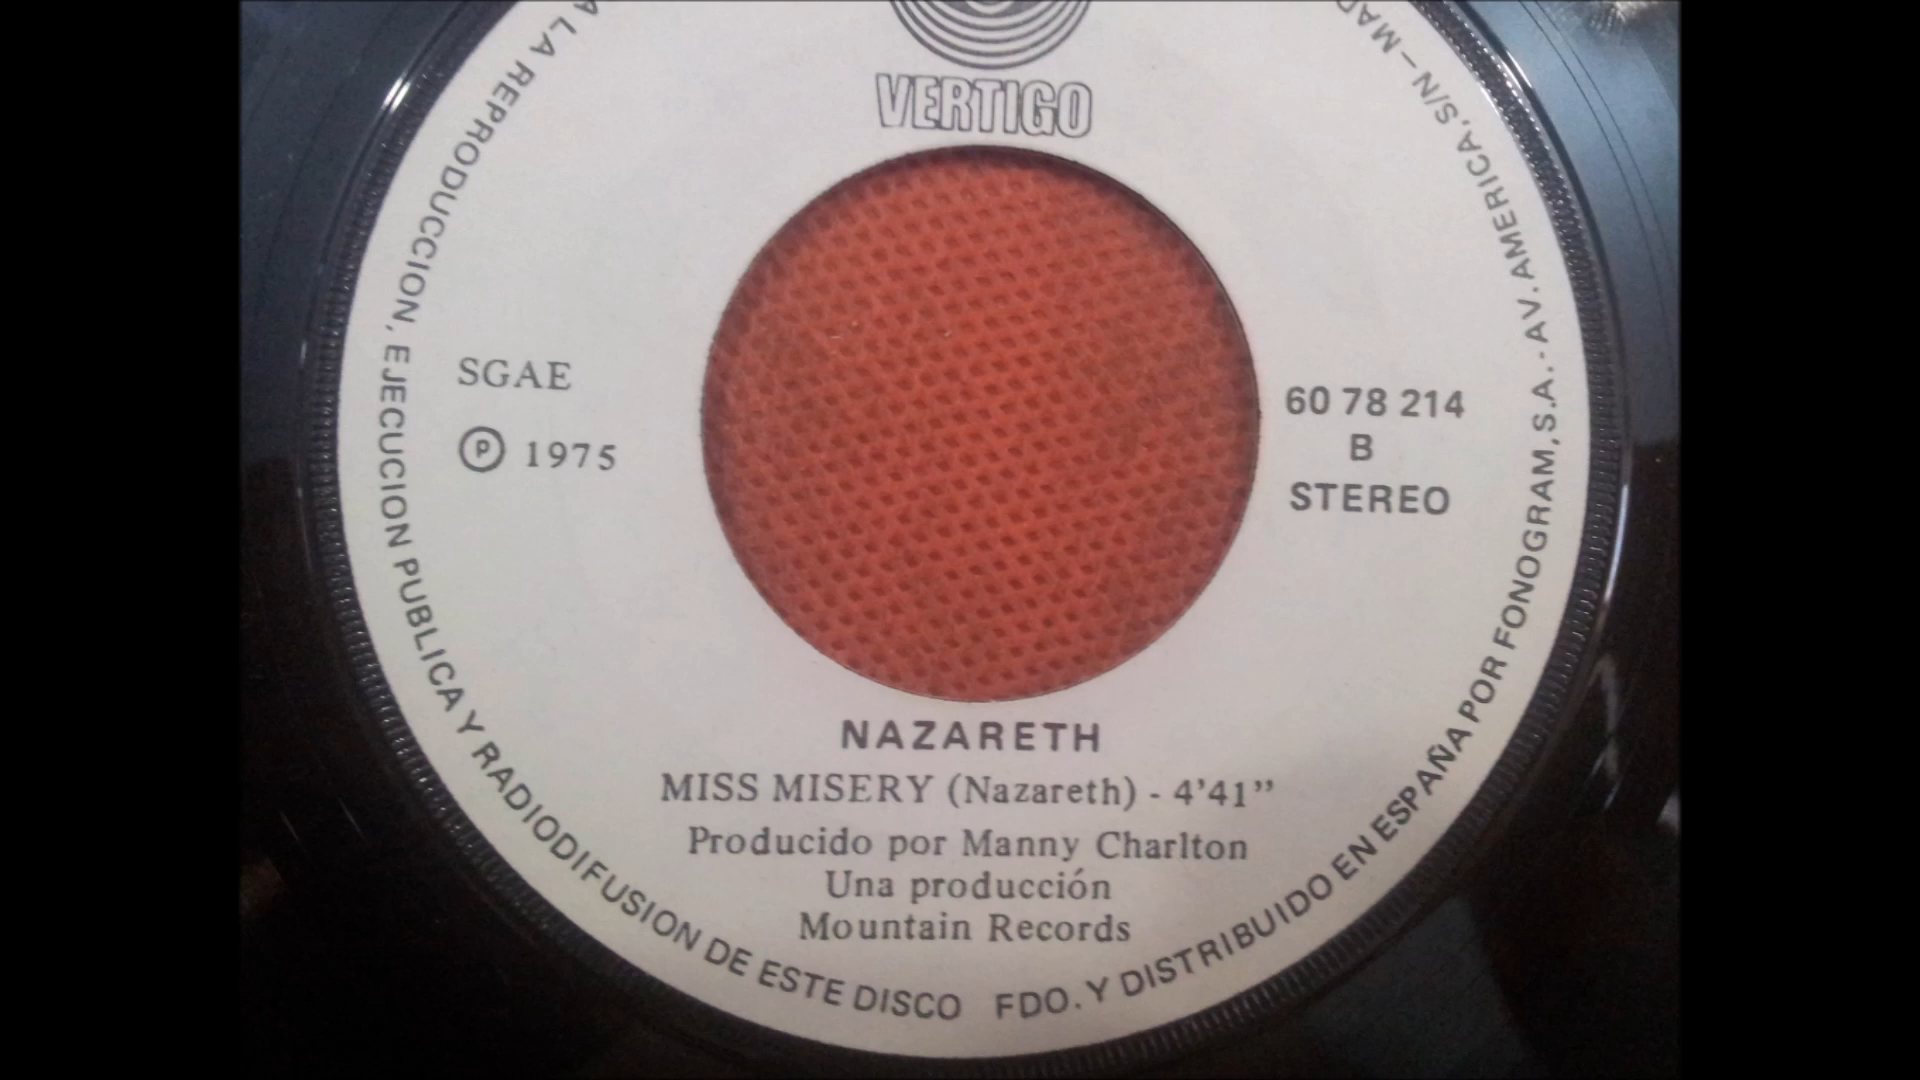 VERTIGO
SGAE
Ⓟ 1975
60 78 214
B
STEREO
NAZARETH
MISS MISERY (Nazareth) - 4'41”
Producido por Manny Charlton
Una producción
Mountain Records
A LA REPRODUCCION, EJECUCION PUBLICA Y RADIODIFUSION DE ESTE DISCO
FDO. Y DISTRIBUIDO EN ESPAÑA POR FONOGRAM, S.A. - AV. AMERICA, S/N –